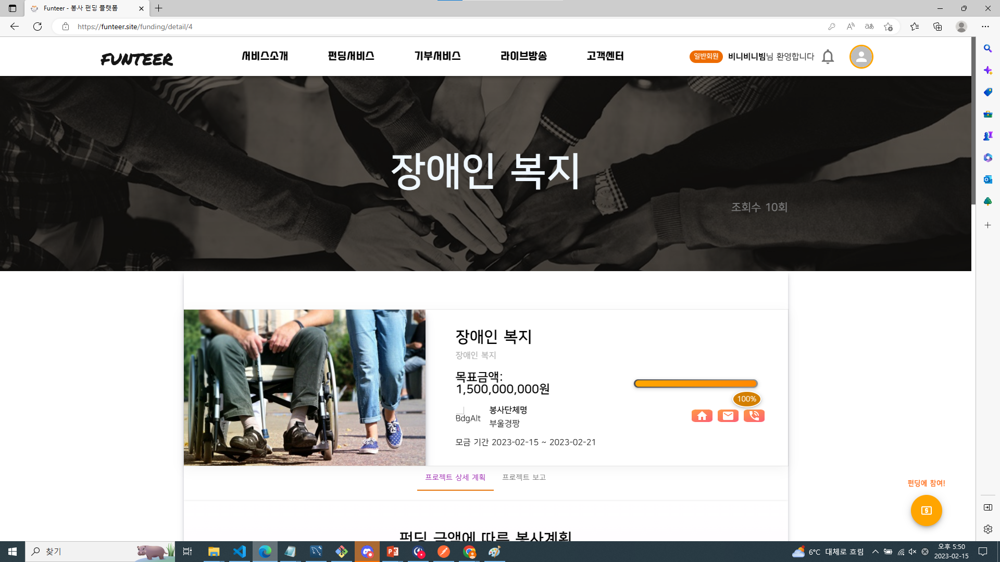 Funteer - 봉사 펀딩 플랫폼
https://funteer.site/funding/detail/4
FUNTEER
서비스소개
펀딩서비스
기부서비스
라이브방송
고객센터
일반회원
비니비니빔님 환영합니다
장애인 복지
조회수 10회
장애인 복지
장애인 복지
목표금액:
1,500,000,000원
100%
BdgAlt
봉사단체명
부울경짱
모금 기간 2023-02-15 ~ 2023-02-21
프로젝트 상세 계획
프로젝트 보고
펀딩에 참여!
펀딩 금액에 따른 봉사계획
찾기
6°C 대체로 흐림
오후 5:50
2023-02-15